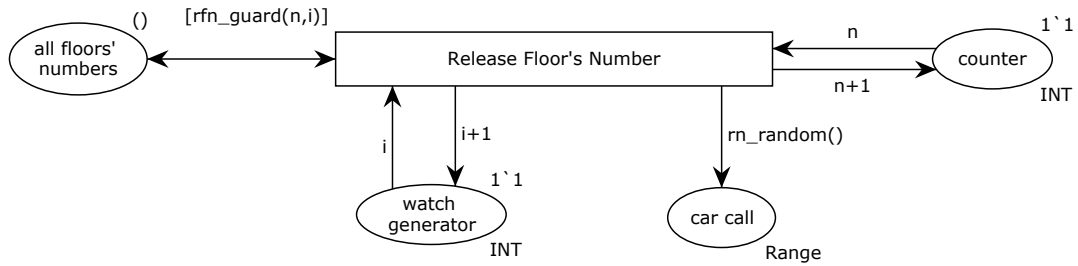 ()
[rfn_guard(n,i)]
1`1
all floors'
numbers
Release Floor's Number
n
counter
n+1
INT
i
i+1
rn_random()
1`1
watch
generator
INT
car call
Range